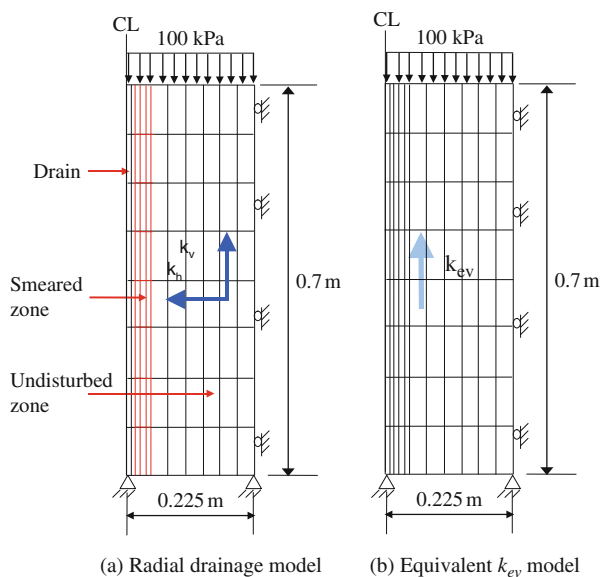 CL
100 kPa
Drain
k_v
k_h
Smeared
zone
0.7 m
Undisturbed
zone
0.225 m
(a) Radial drainage model
100 kPa
k_ev
0.7 m
0.225 m
(b) Equivalent k_ev model
CL